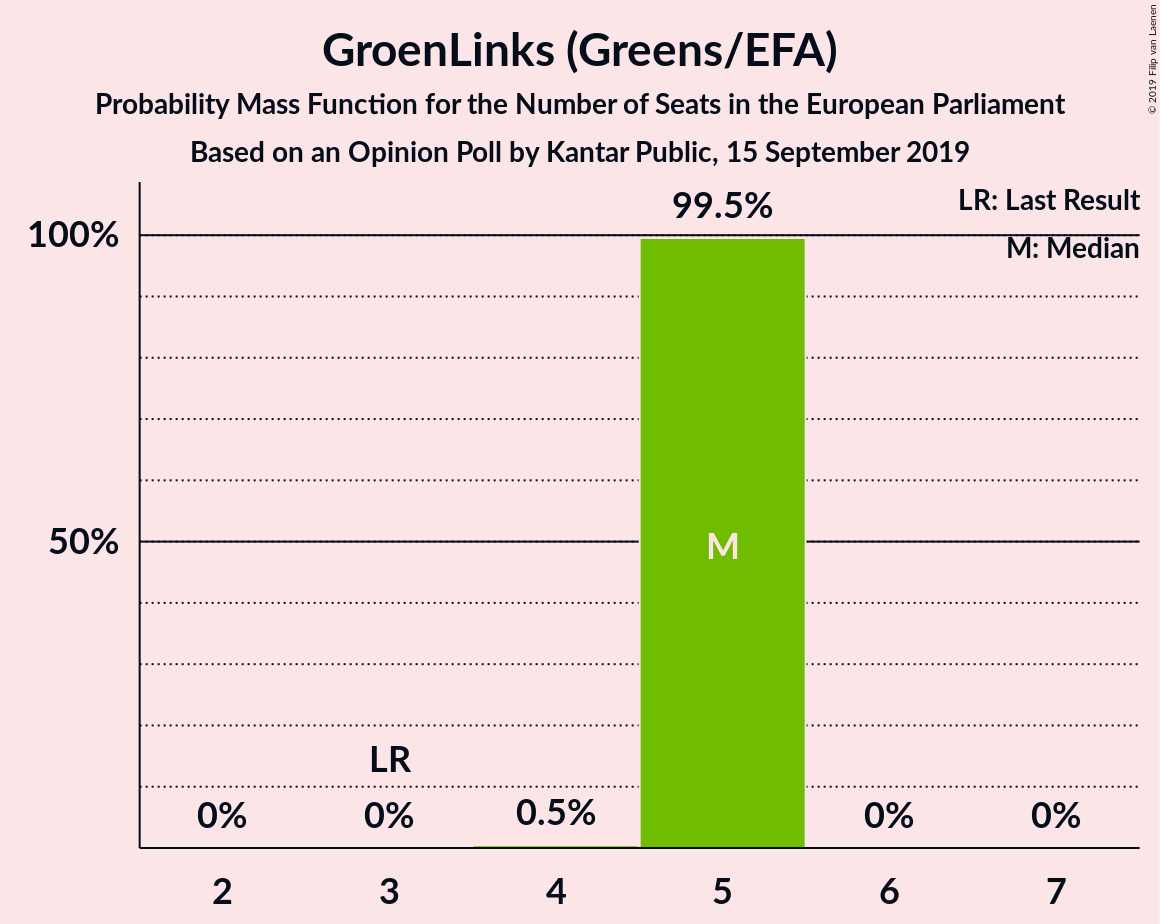 GroenLinks (Greens/EFA)
Probability Mass Function for the Number of Seats in the European Parliament
Based on an Opinion Poll by Kantar Public, 15 September 2019
© 2019 Filip van Laenen
LR: Last Result
M: Median
99.5%
100%
50%
M
LR
0%
0%
0.5%
0%
0%
2
3
4
5
6
7